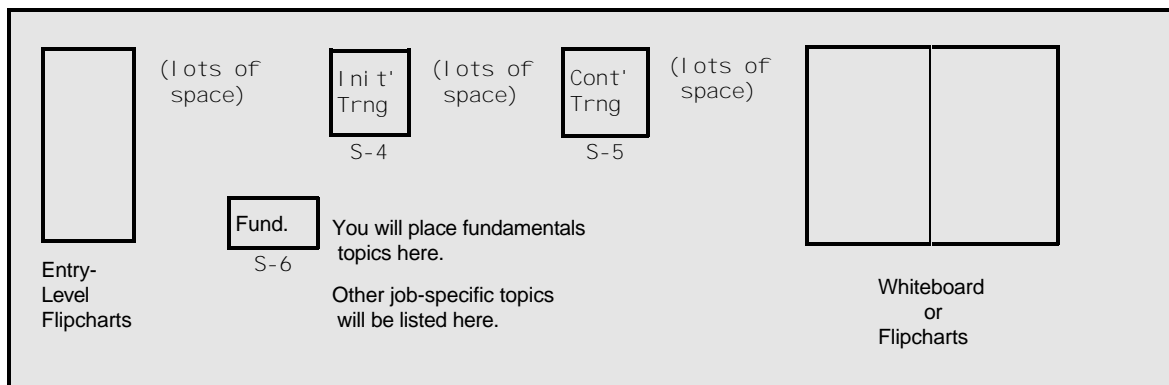 (lots of
space)
Init'
Trng
S-4
(lots of
space)
Cont'
Trng
S-5
(lots of
space)
Fund.
S-6
You will place fundamentals
topics here.
Other job-specific topics
will be listed here.
Entry-
Level
Flipcharts
Whiteboard
or
Flipcharts